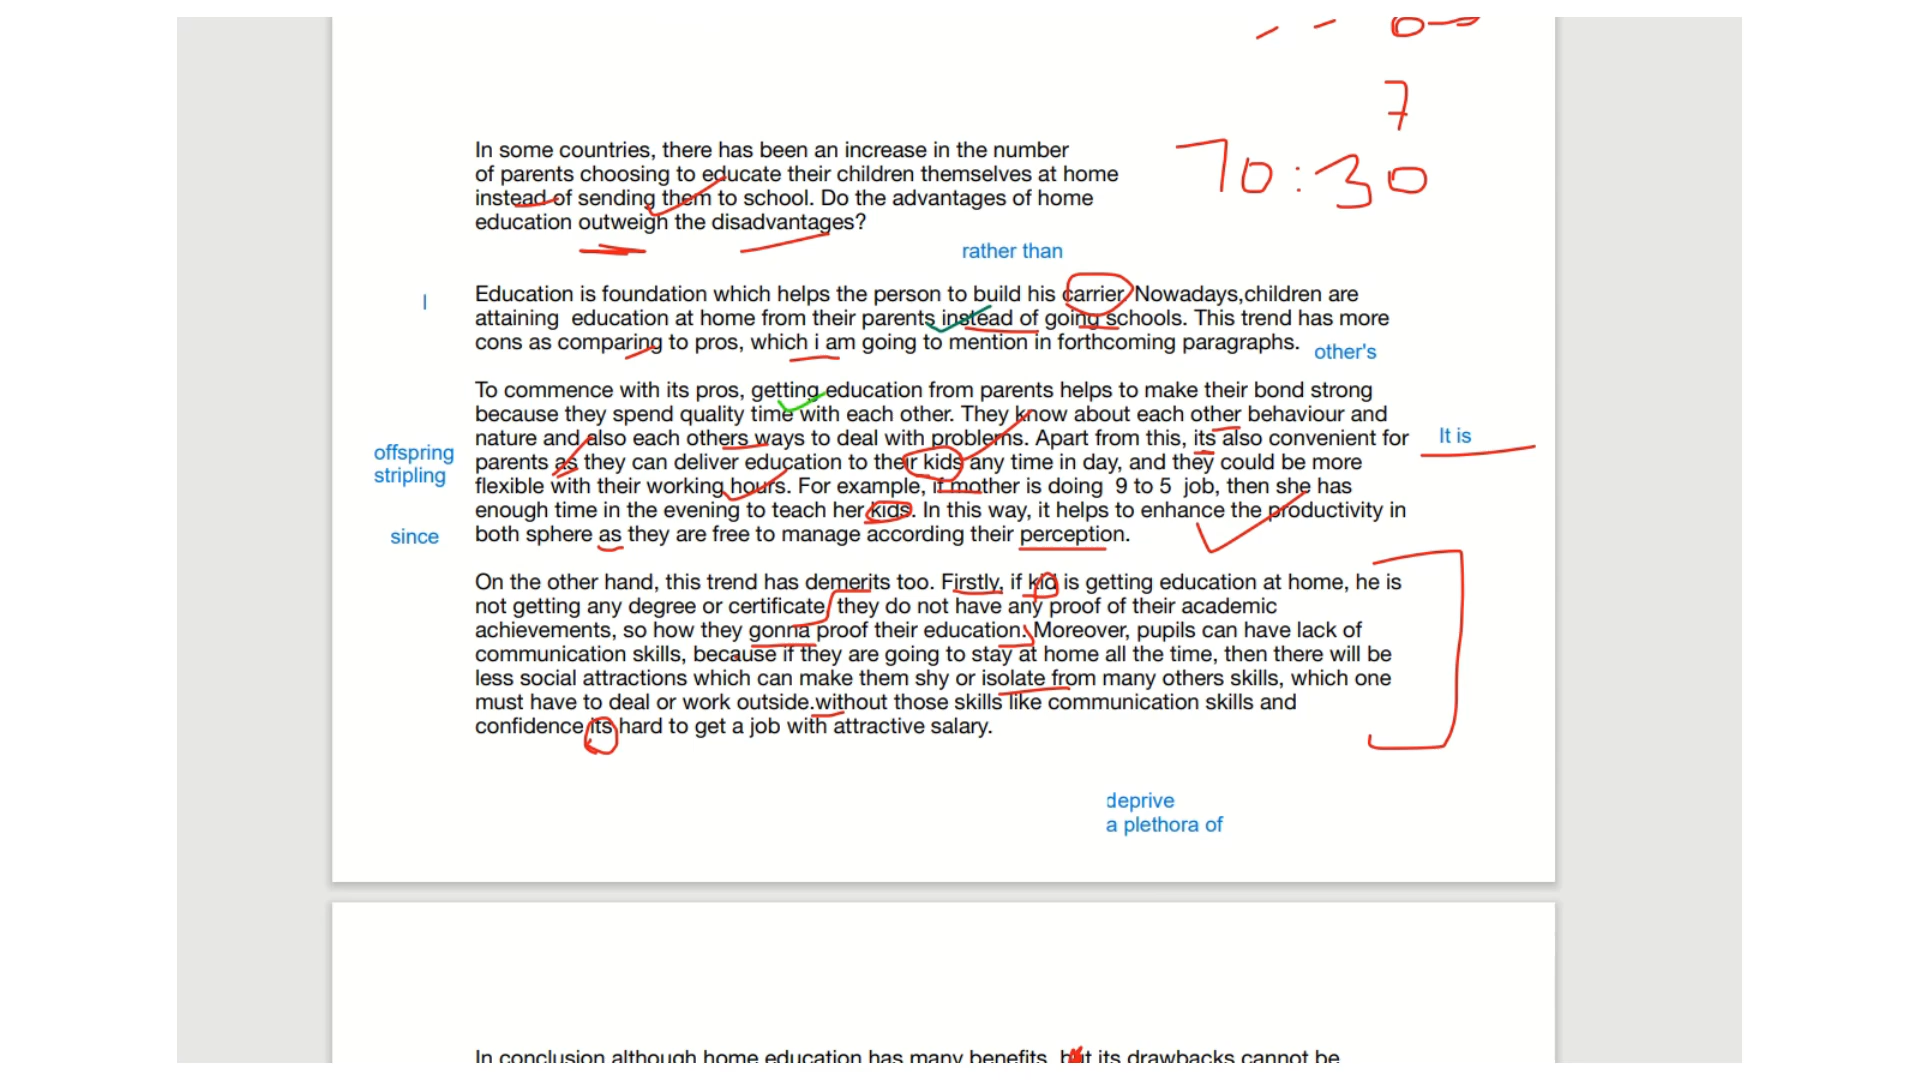 7
70:30
In some countries, there has been an increase in the number
of parents choosing to educate their children themselves at home
instead of sending them to school. Do the advantages of home
education outweigh the disadvantages?
rather than
I
Education is foundation which helps the person to build his carrier. Nowadays,children are
attaining education at home from their parents instead of going schools. This trend has more
cons as comparing to pros, which i am going to mention in forthcoming paragraphs.
other's
To commence with its pros, getting education from parents helps to make their bond strong
because they spend quality time with each other. They know about each other behaviour and
nature and also each others ways to deal with problems. Apart from this, its also convenient for
It is
offspring
stripling
parents as they can deliver education to their kids any time in day, and they could be more
flexible with their working hours. For example, if mother is doing 9 to 5 job, then she has
enough time in the evening to teach her kids. In this way, it helps to enhance the productivity in
since
both sphere as they are free to manage according their perception.
On the other hand, this trend has demerits too. Firstly, if kid is getting education at home, he is
not getting any degree or certificate, they do not have any proof of their academic
achievements, so how they gonna proof their education. Moreover, pupils can have lack of
communication skills, because if they are going to stay at home all the time, then there will be
less social attractions which can make them shy or isolate from many others skills, which one
must have to deal or work outside.without those skills like communication skills and
confidence its hard to get a job with attractive salary.
deprive
a plethora of
In conclusion although home education has many benefits, but its drawbacks cannot be